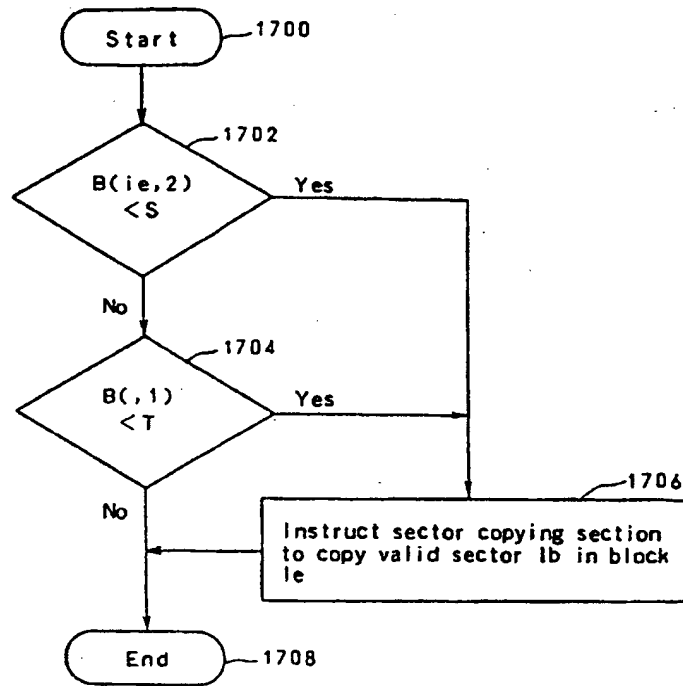 Start
1700
1702
B(ie,2)
<S
Yes
No
1704
B(,1)
<T
Yes
No
1706
Instruct sector copying section
to copy valid sector Ib in block
Ie
End
1708